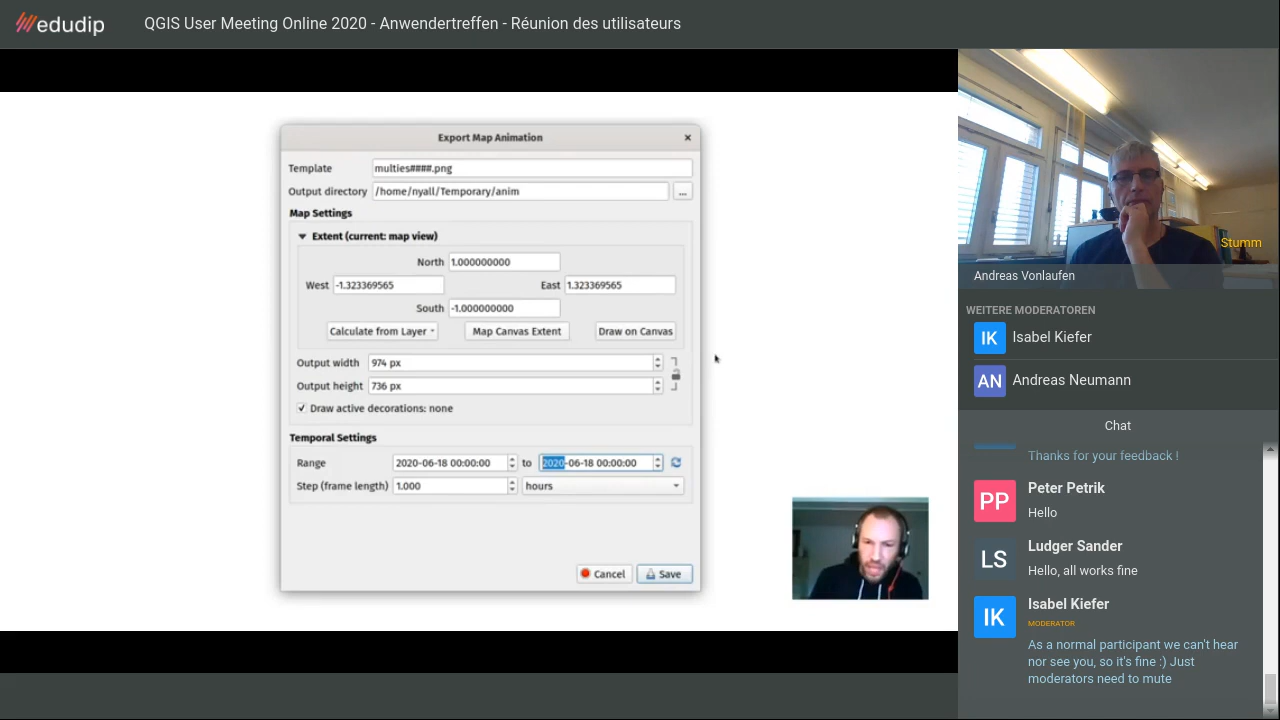 edudip
QGIS User Meeting Online 2020 - Anwendertreffen - Réunion des utilisateurs
Export Map Animation
Template
multies####.png
Output directory
/home/nyall/Temporary/anim
...
Map Settings
Extent (current: map view)
North
1.000000000
West
-1.323369565
East
1.323369565
South
-1.000000000
Calculate from Layer
Map Canvas Extent
Draw on Canvas
Output width
974 px
Output height
736 px
Draw active decorations: none
Temporal Settings
Range
2020-06-18 00:00:00
to
2020-06-18 00:00:00
Step (frame length)
1.000
hours
Cancel
Save
Stumm
Andreas Vonlaufen
WEITERE MODERATOREN
IK
Isabel Kiefer
AN
Andreas Neumann
Chat
Thanks for your feedback !
PP
Peter Petrik
Hello
LS
Ludger Sander
Hello, all works fine
IK
Isabel Kiefer
MODERATOR
As a normal participant we can't hear
nor see you, so it's fine :) Just
moderators need to mute